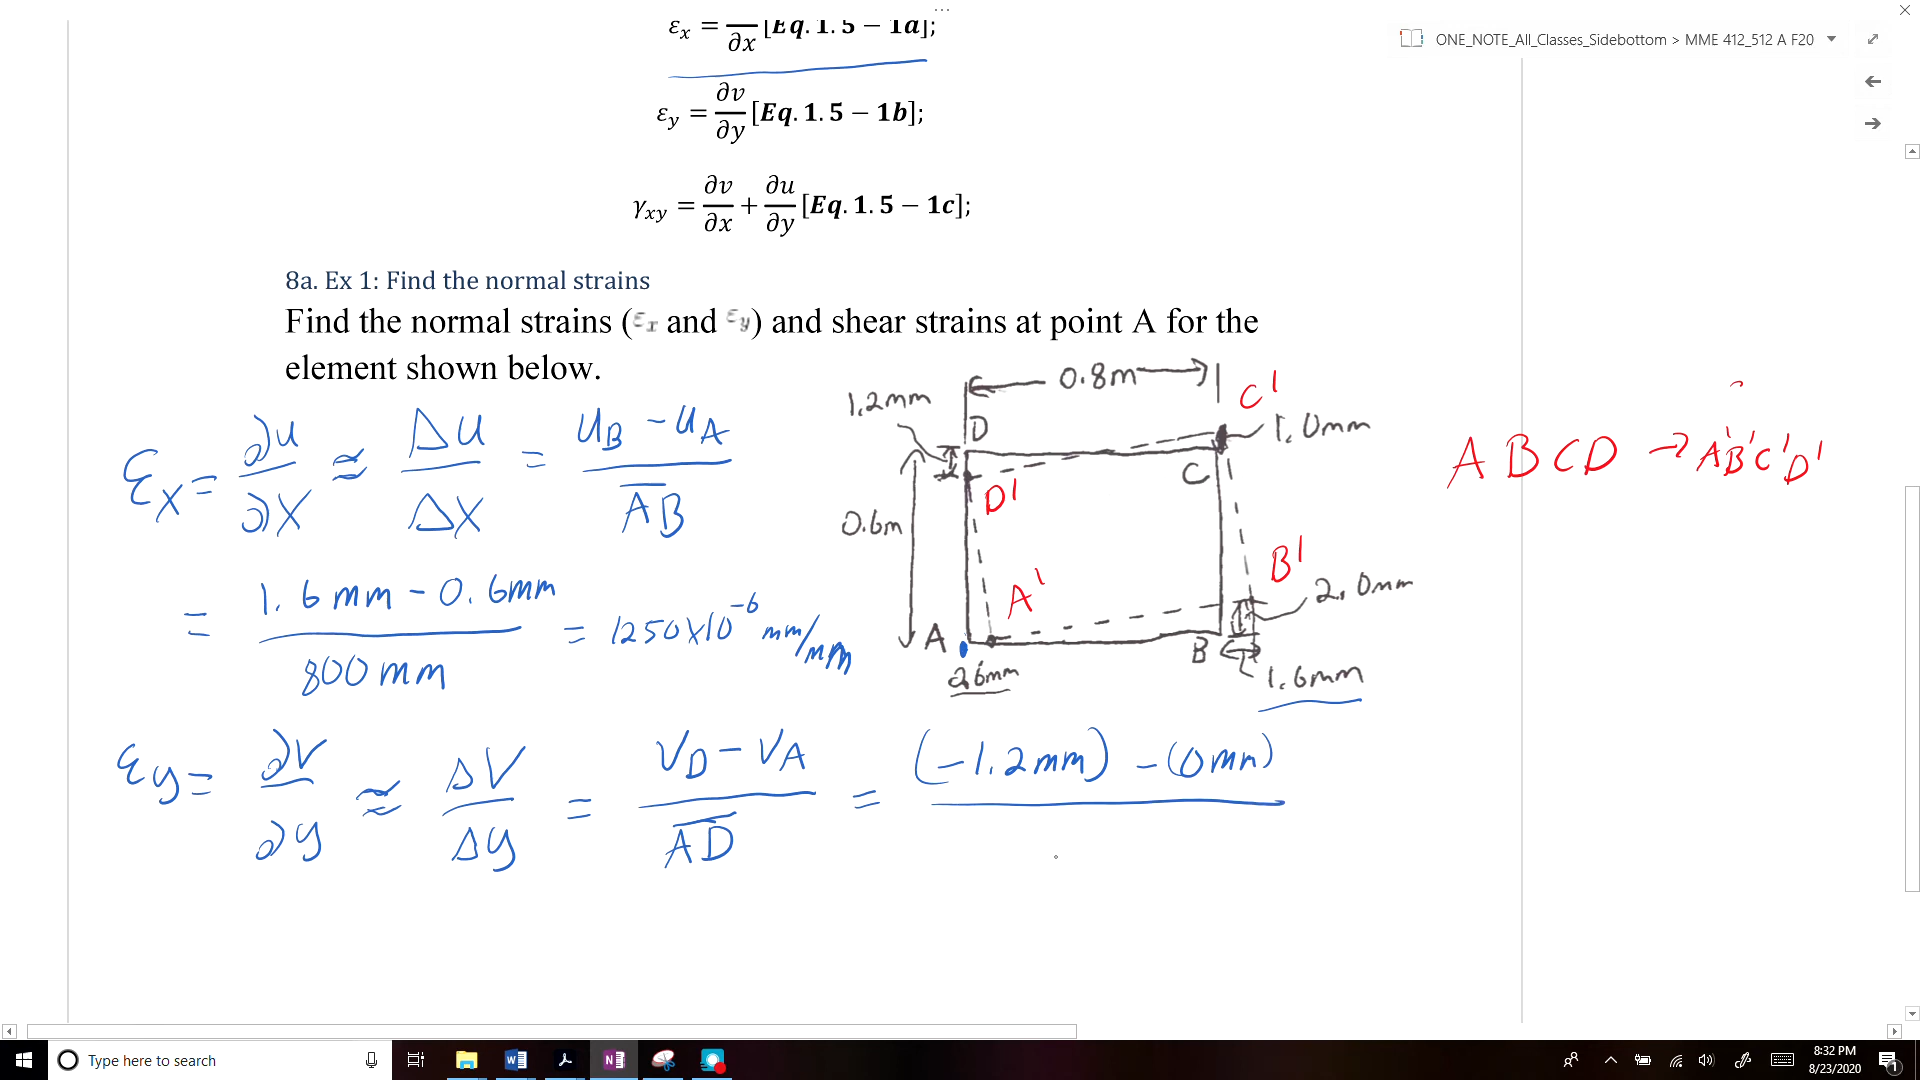 ONE_NOTE_All_Classes_Sidebottom > MME 412_512 A F20
εx = /∂x [Eq. 1.5 − 1a];
εy = ∂v/∂y [Eq. 1.5 − 1b];
γxy = ∂v/∂x + ∂u/∂y [Eq. 1.5 − 1c];
8a. Ex 1: Find the normal strains
Find the normal strains (εx and εy) and shear strains at point A for the
element shown below.
0.8m
1.2mm
D
C'
1.0mm
C
D'
0.6m
B'
A'
2.0mm
A
B
1.6mm
A B C D → A'B'C'D'
εx = ∂u/∂x ≈ Δu/Δx = uB − uA / AB
= 1.6mm − 0.6mm / 800mm = 1250x10^-6 mm/mm
εy = ∂v/∂y ≈ Δv/Δy = vD − vA / AD = (−1.2mm) − (0mm)
Type here to search
8:32 PM
8/23/2020
1